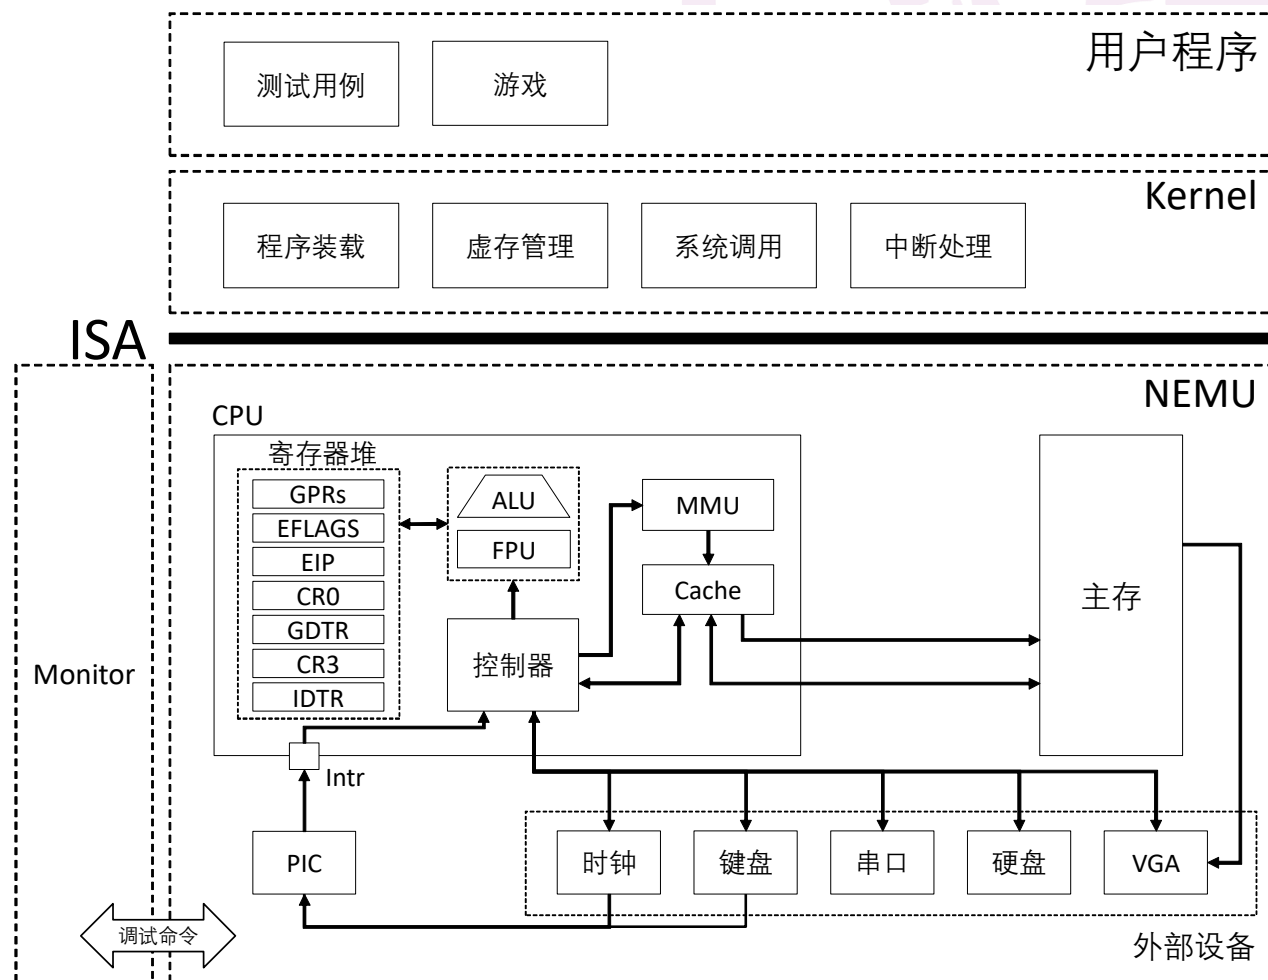 用户程序
测试用例
游戏
Kernel
程序装载
虚存管理
系统调用
中断处理
ISA
NEMU
CPU
寄存器堆
GPRs
EFLAGS
EIP
CR0
GDTR
CR3
IDTR
ALU
FPU
MMU
Cache
控制器
主存
Monitor
Intr
PIC
时钟
键盘
串口
硬盘
VGA
调试命令
外部设备